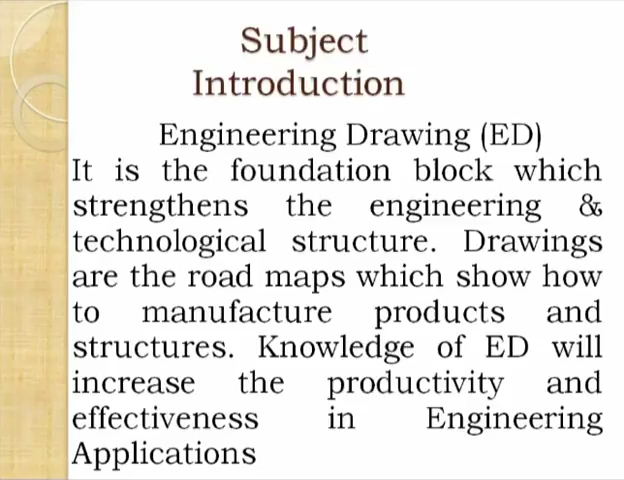 Subject
Introduction
Engineering Drawing (ED)
It is the foundation block which
strengthens the engineering &
technological structure. Drawings
are the road maps which show how
to manufacture products and
structures. Knowledge of ED will
increase the productivity and
effectiveness in Engineering
Applications